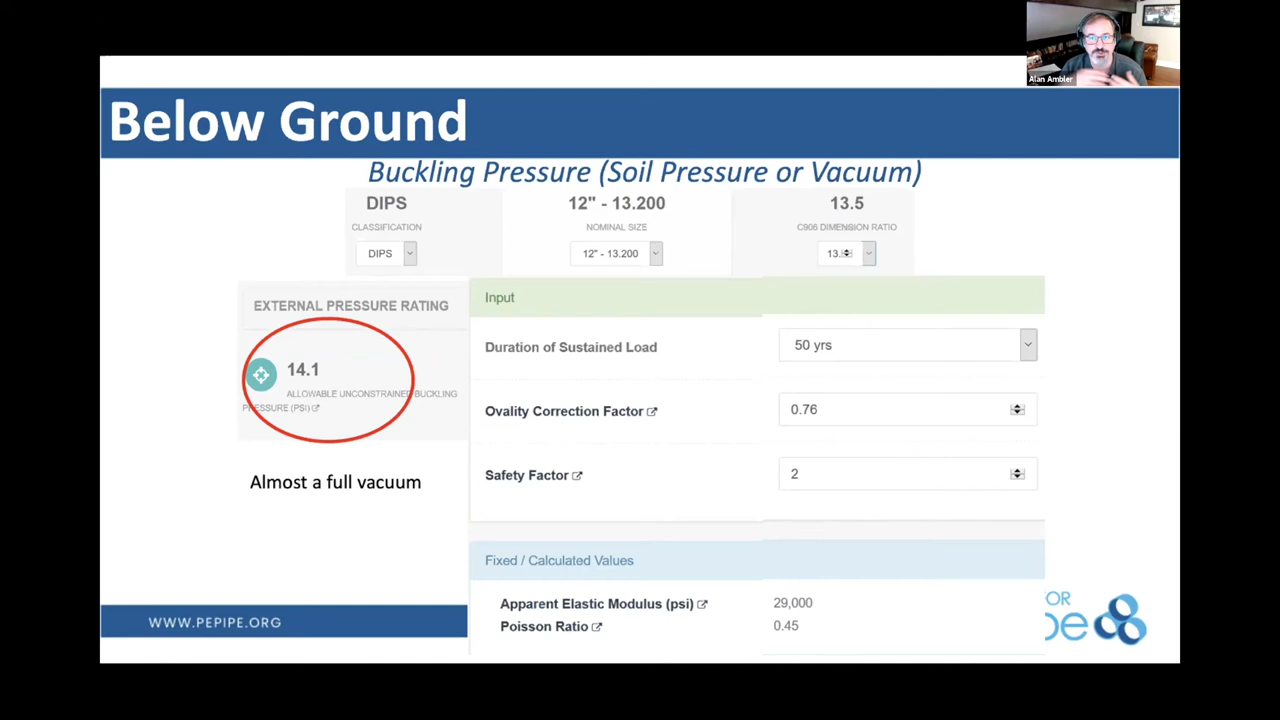 Alan Ambler
Below Ground
Buckling Pressure (Soil Pressure or Vacuum)
DIPS
12" - 13.200
13.5
CLASSIFICATION
NOMINAL SIZE
C906 DIMENSION RATIO
DIPS
12" - 13.200
13.
EXTERNAL PRESSURE RATING
14.1
ALLOWABLE UNCONSTRAINED BUCKLING
PRESSURE (PSI)
Almost a full vacuum
Input
Duration of Sustained Load
50 yrs
Ovality Correction Factor
0.76
Safety Factor
2
Fixed / Calculated Values
Apparent Elastic Modulus (psi)
29,000
Poisson Ratio
0.45
WWW.PEPIPE.ORG
OR
pe